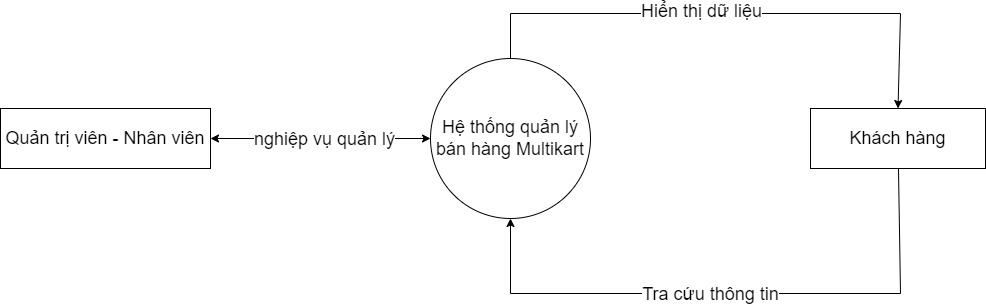 Hiển thị dữ liệu
Quản trị viên - Nhân viên
nghiệp vụ quản lý
Hệ thống quản lý
bán hàng Multikart
Khách hàng
Tra cứu thông tin